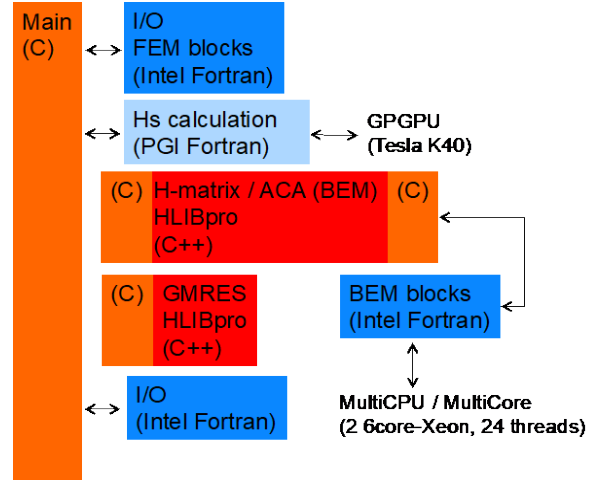 Main
(C)
I/O
FEM blocks
(Intel Fortran)
Hs calculation
(PGI Fortran)
GPGPU
(Tesla K40)
(C)
H-matrix / ACA (BEM)
HLIBpro
(C++)
(C)
(C)
GMRES
HLIBpro
(C++)
BEM blocks
(Intel Fortran)
I/O
(Intel Fortran)
MultiCPU / MultiCore
(2 6core-Xeon, 24 threads)